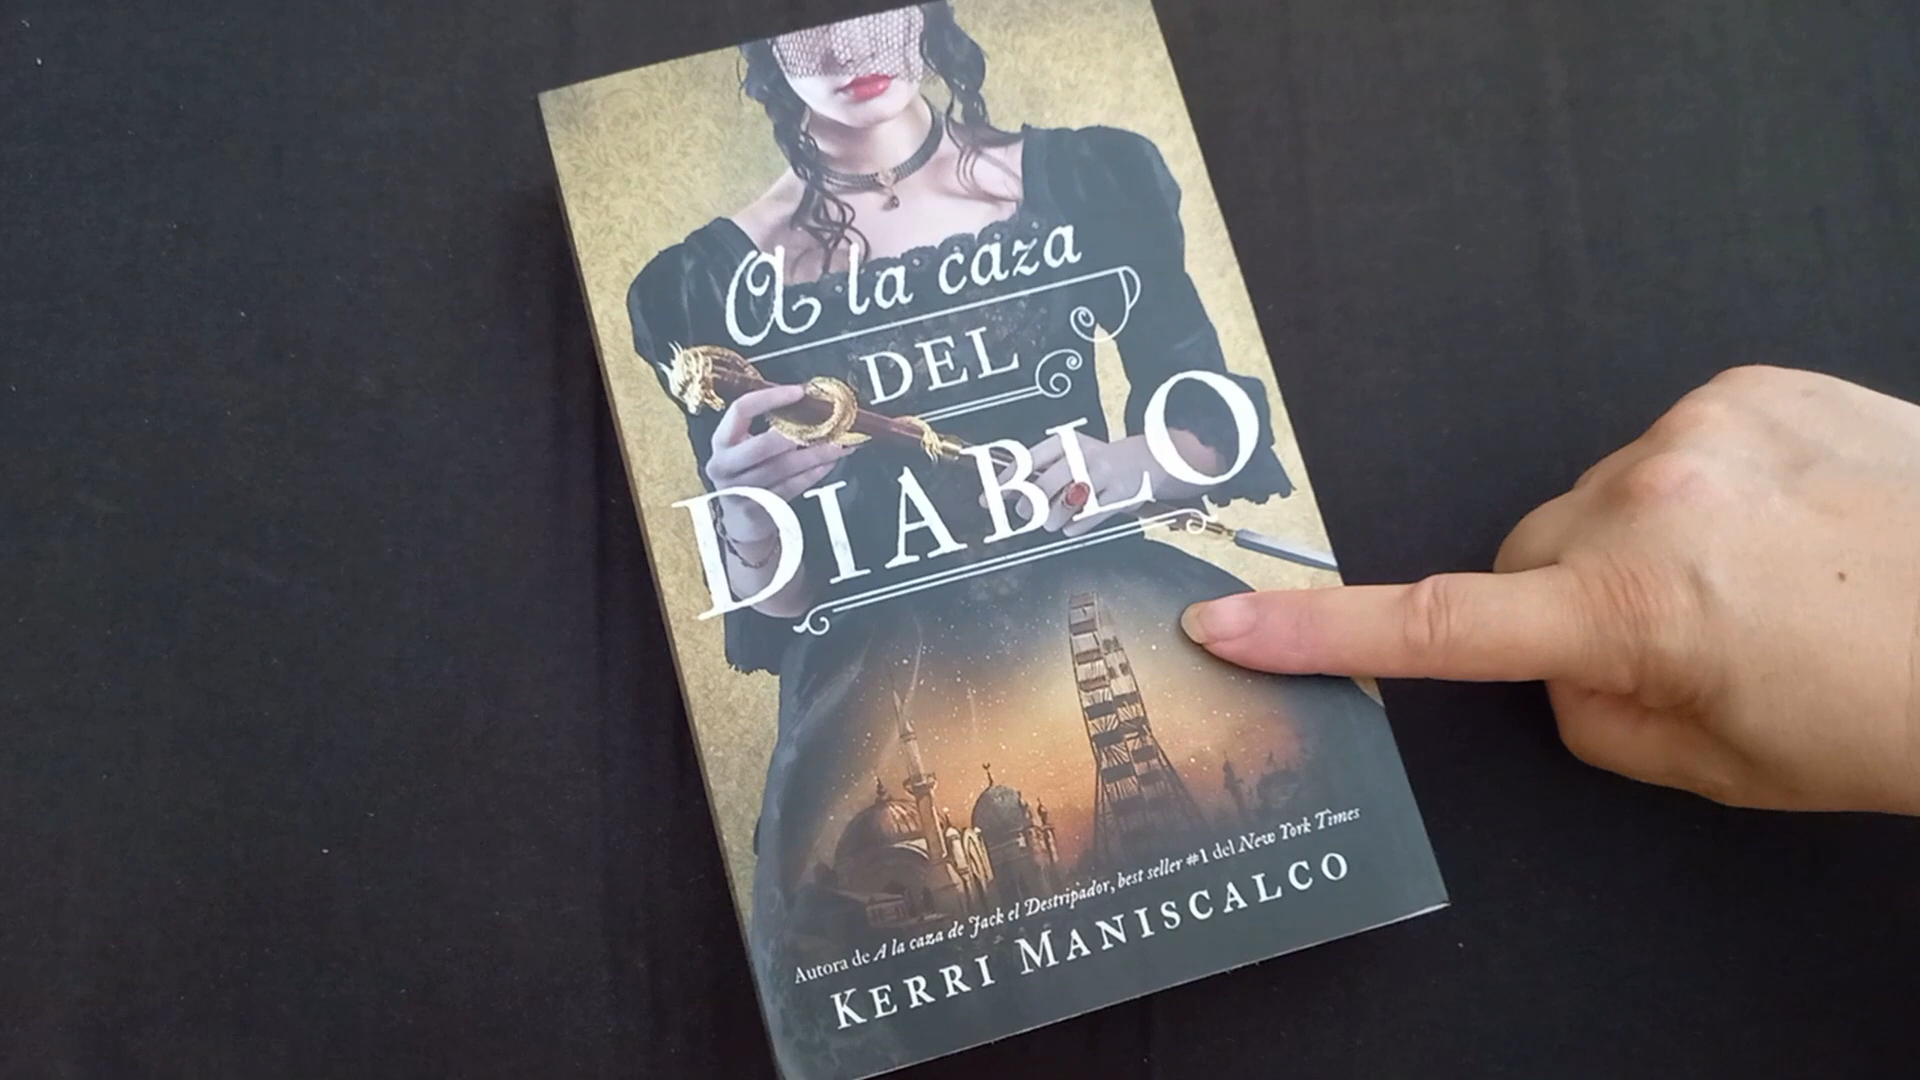 A la caza
DEL
DIABLO
Autora de A la caza de Jack el Destripador, best seller #1 del New York Times
KERRI MANISCALCO